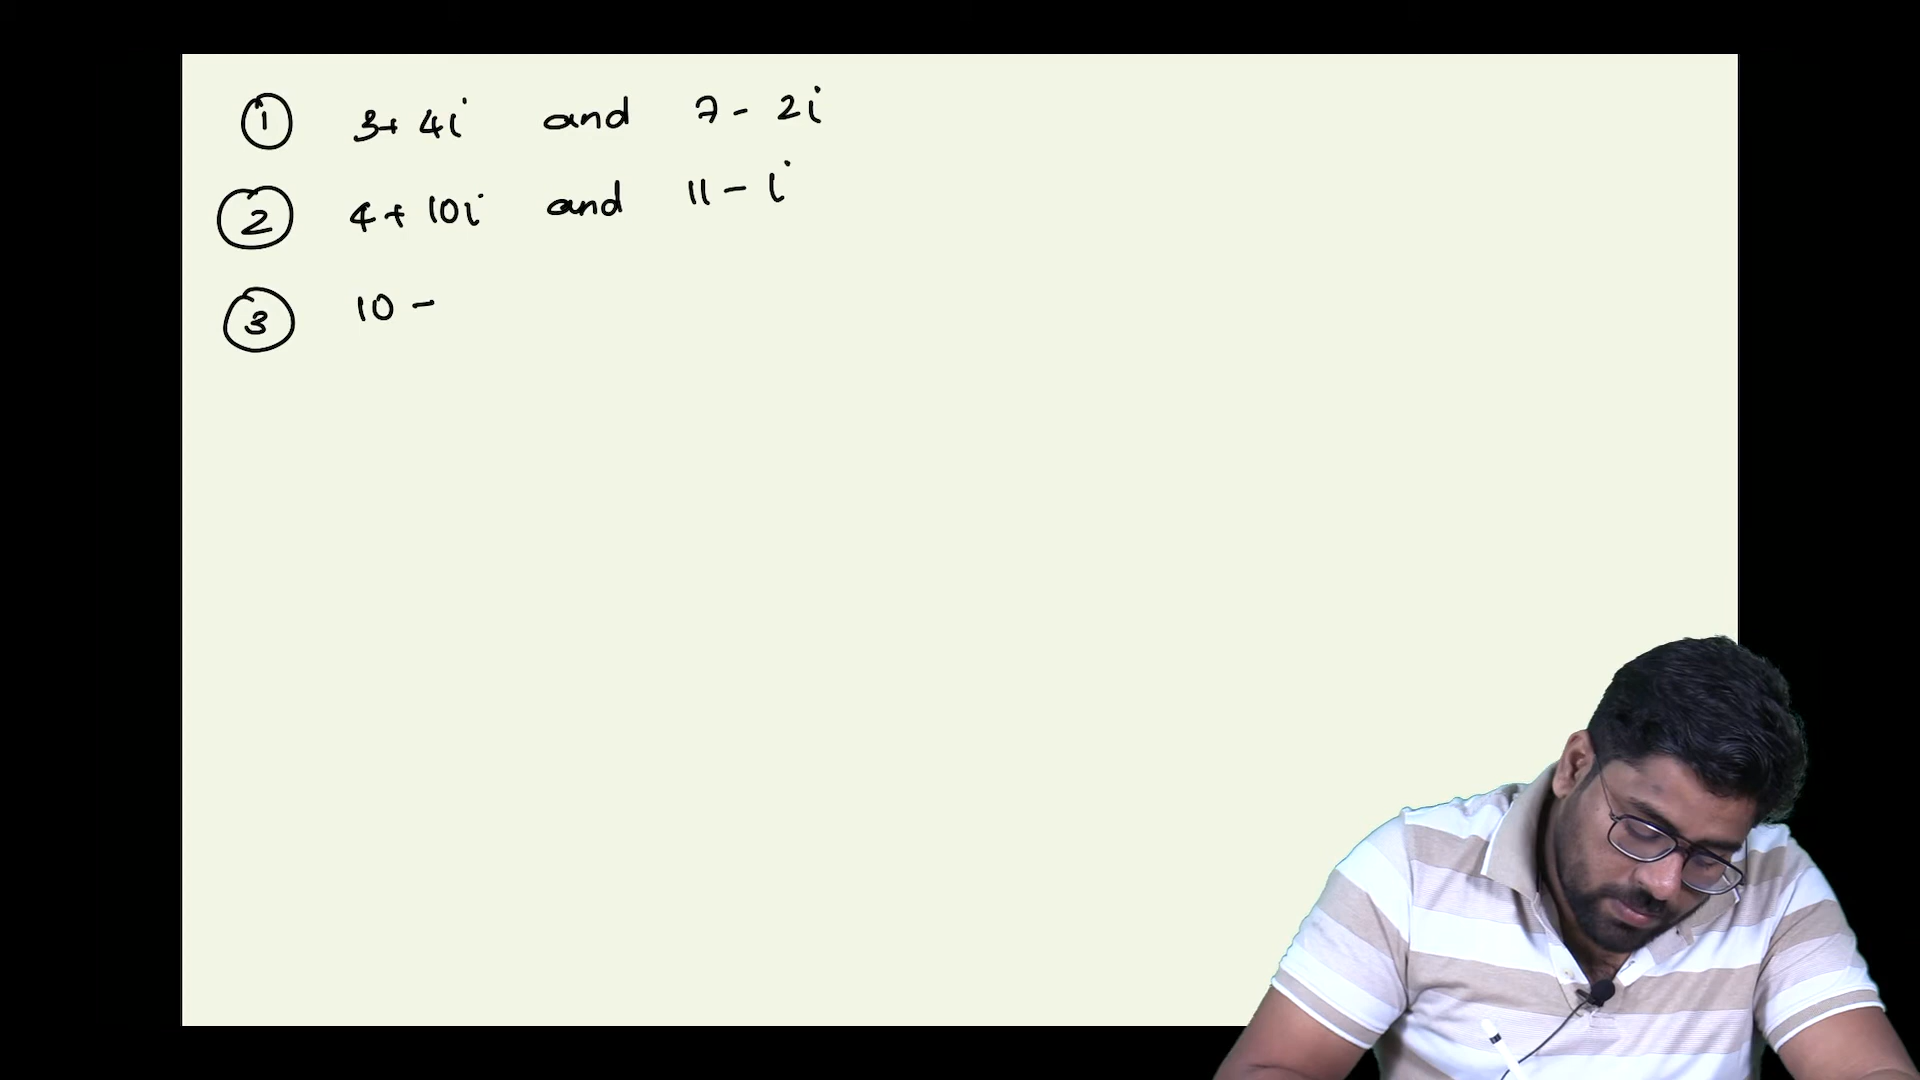 ① 3+ 4i and 7 - 2i
② 4 + 10i and 11 - i
③ 10 -